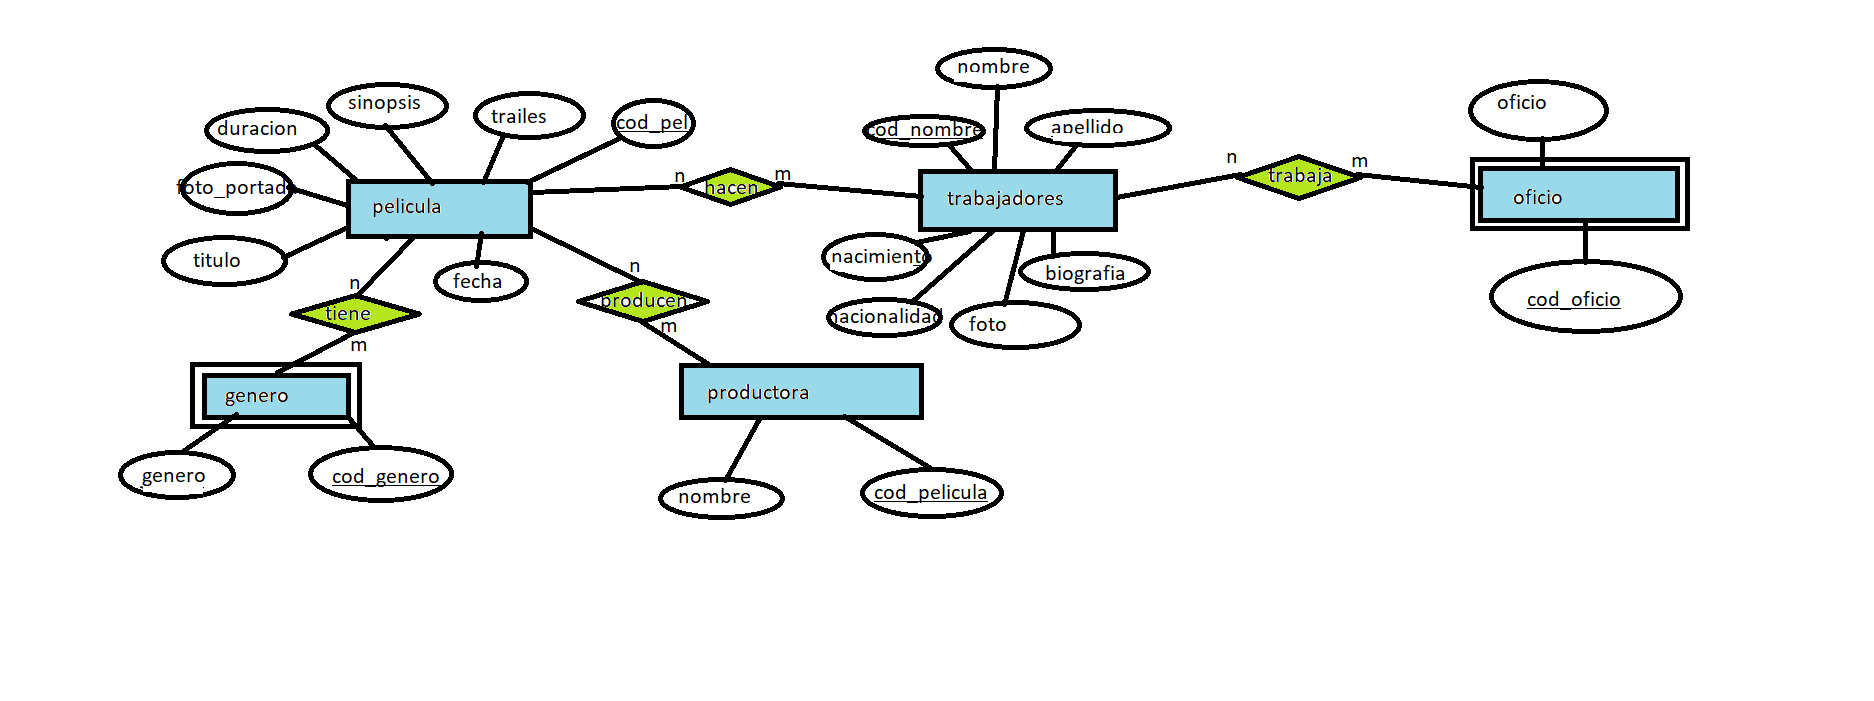 nombre
sinopsis
oficio
trailes
cod_pel
duracion
cod_nombre
apellido
n
m
n
m
foto_portad
hacen
trabaja
pelicula
trabajadores
oficio
titulo
nacimiento
n
fecha
biografia
n
producen
cod_oficio
tiene
nacionalidad
foto
m
m
genero
productora
genero
cod_genero
nombre
cod_pelicula